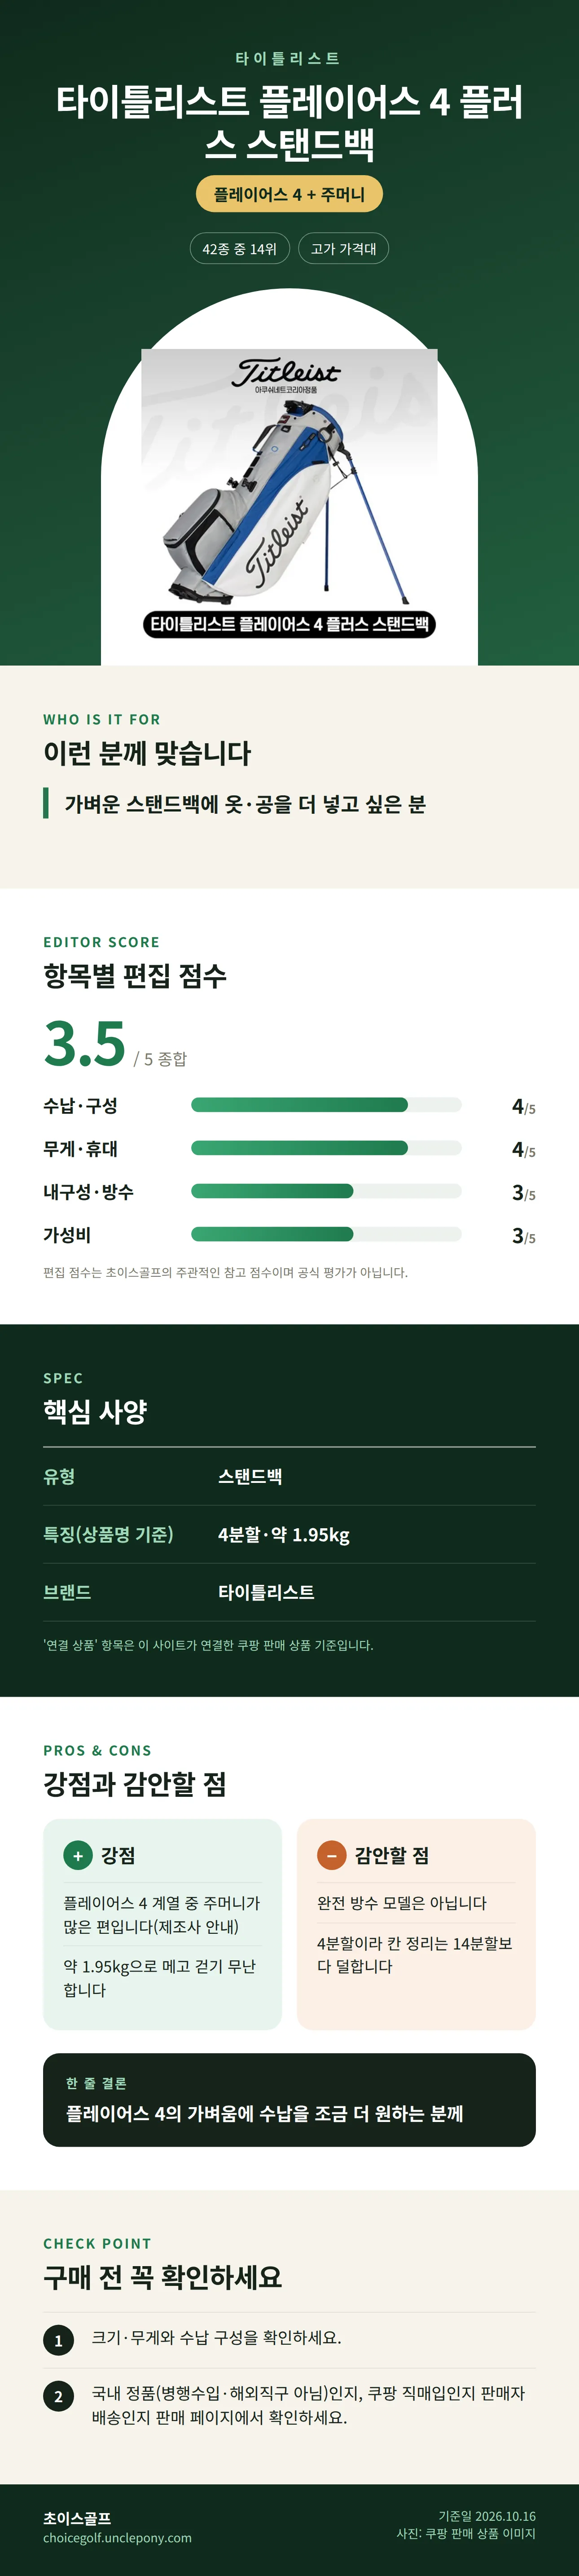 타이틀리스트
타이틀리스트 플레이어스 4 플러
스 스탠드백
플레이어스 4 + 주머니
42종 중 14위
고가 가격대
Titleist
아쿠쉬네트코리아정품
Titleist
타이틀리스트 플레이어스 4 플러스 스탠드백
WHO IS IT FOR
이런 분께 맞습니다
가벼운 스탠드백에 옷·공을 더 넣고 싶은 분
EDITOR SCORE
항목별 편집 점수
3.5 / 5 종합
수납·구성 4/5
무게·휴대 4/5
내구성·방수 3/5
가성비 3/5
편집 점수는 초이스골프의 주관적인 참고 점수이며 공식 평가가 아닙니다.
SPEC
핵심 사양
유형 스탠드백
특징(상품명 기준) 4분할·약 1.95kg
브랜드 타이틀리스트
'연결 상품' 항목은 이 사이트가 연결한 쿠팡 판매 상품 기준입니다.
PROS & CONS
강점과 감안할 점
+ 강점
플레이어스 4 계열 중 주머니가
많은 편입니다(제조사 안내)
약 1.95kg으로 메고 걷기 무난
합니다
− 감안할 점
완전 방수 모델은 아닙니다
4분할이라 칸 정리는 14분할보
다 덜합니다
한 줄 결론
플레이어스 4의 가벼움에 수납을 조금 더 원하는 분께
CHECK POINT
구매 전 꼭 확인하세요
1 크기·무게와 수납 구성을 확인하세요.
2 국내 정품(병행수입·해외직구 아님)인지, 쿠팡 직매입인지 판매자
배송인지 판매 페이지에서 확인하세요.
초이스골프
choicegolf.unclepony.com
기준일 2026.10.16
사진: 쿠팡 판매 상품 이미지